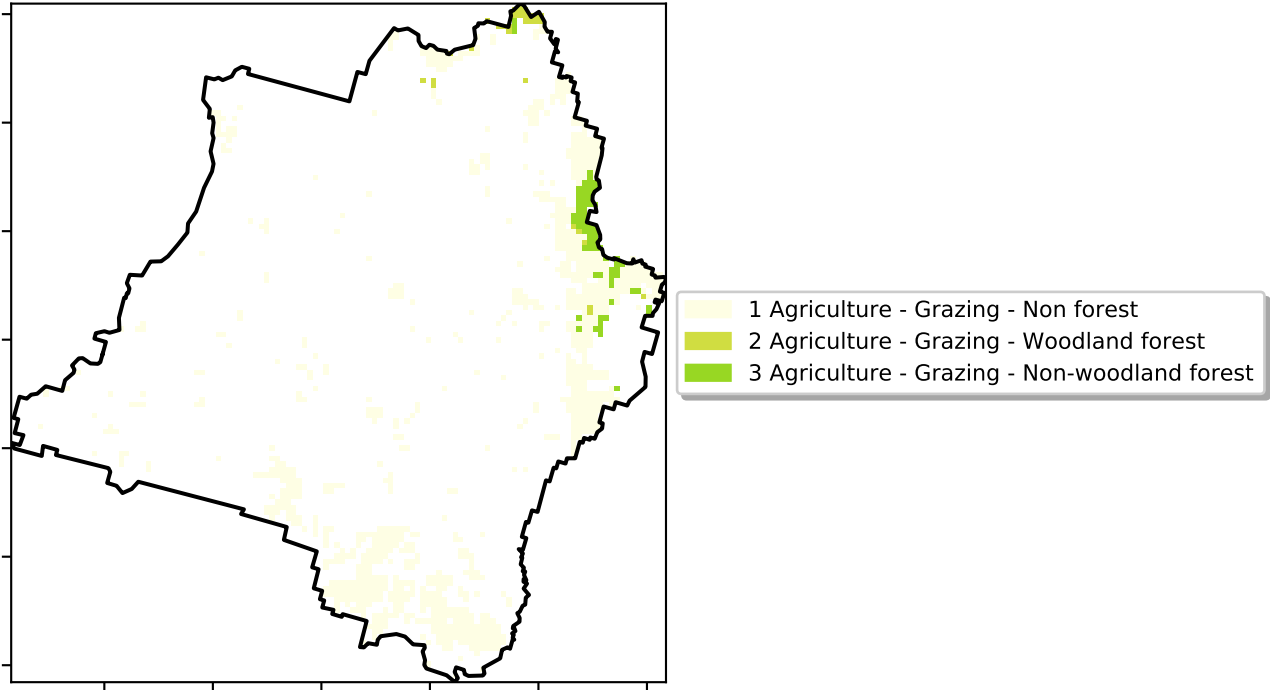 1 Agriculture - Grazing - Non forest
2 Agriculture - Grazing - Woodland forest
3 Agriculture - Grazing - Non-woodland forest